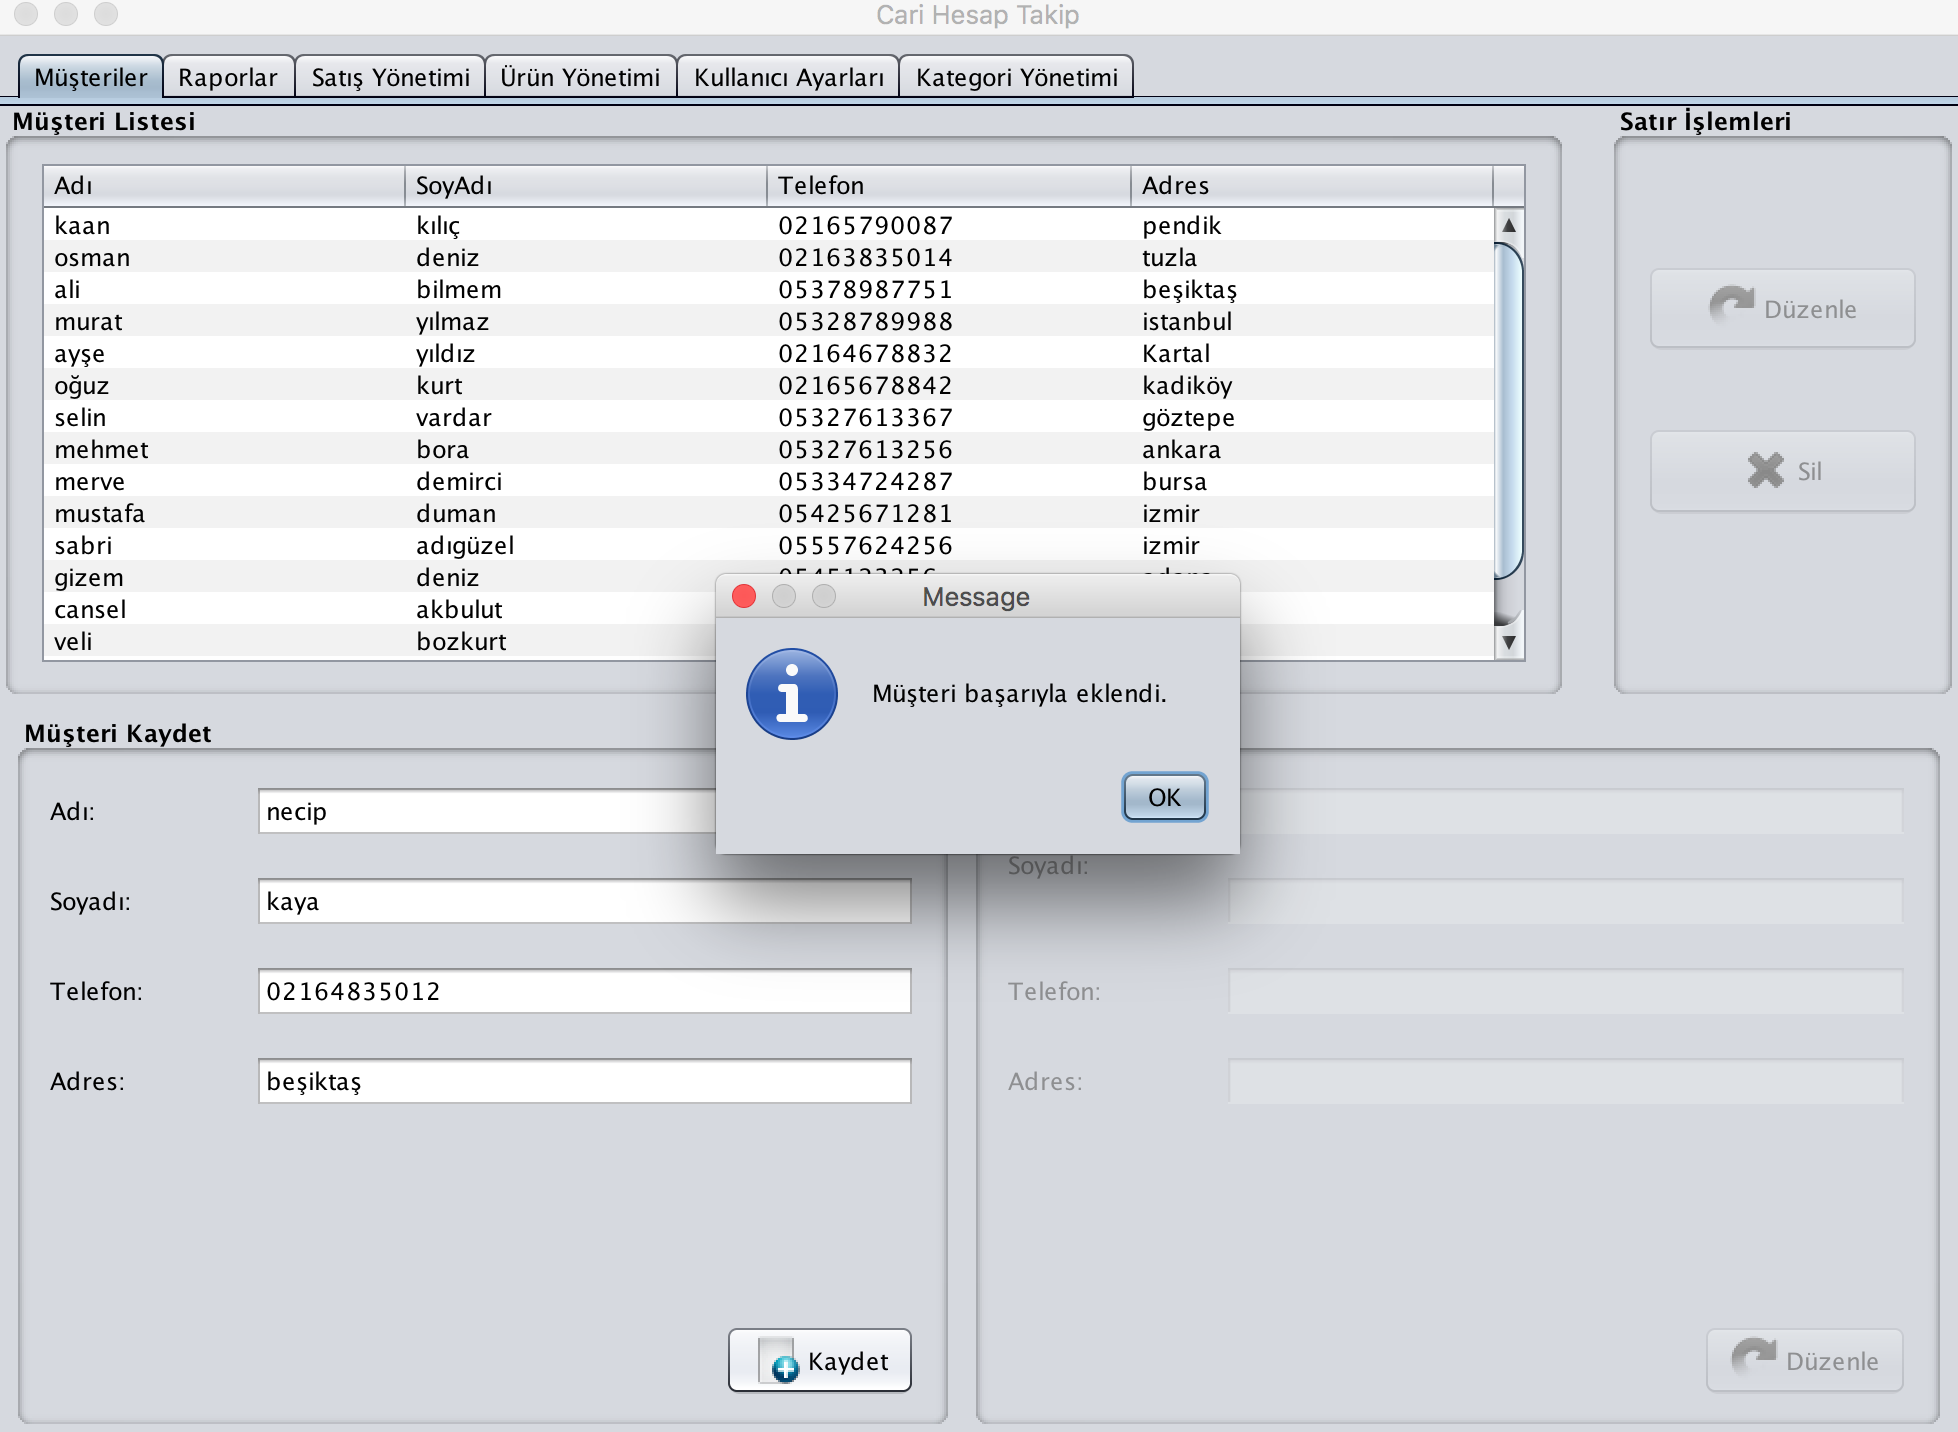 Cari Hesap Takip
Müşteriler Raporlar Satış Yönetimi Ürün Yönetimi Kullanıcı Ayarları Kategori Yönetimi
Müşteri Listesi
Satır İşlemleri
Adı SoyAdı Telefon Adres
kaan kılıç 02165790087 pendik
osman deniz 02163835014 tuzla
ali bilmem 05378987751 beşiktaş
murat yılmaz 05328789988 istanbul
ayşe yıldız 02164678832 Kartal
oğuz kurt 02165678842 kadiköy
selin vardar 05327613367 göztepe
mehmet bora 05327613256 ankara
merve demirci 05334724287 bursa
mustafa duman 05425671281 izmir
sabri adıgüzel 05557624256 izmir
gizem deniz
cansel akbulut
veli bozkurt
Düzenle
Sil
Message
Müşteri başarıyla eklendi.
OK
Müşteri Kaydet
Adı: necip
Soyadı: kaya
Telefon: 02164835012
Adres: beşiktaş
Kaydet
Soyadı:
Telefon:
Adres:
Düzenle